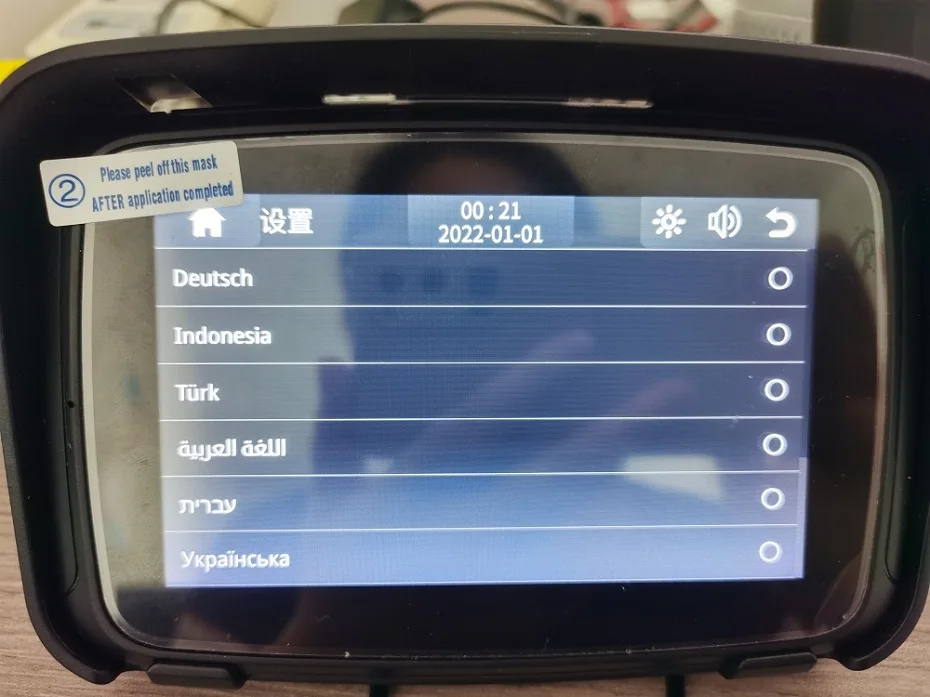 ② Please peel off this mask
AFTER application completed
设置
00:21
2022-01-01
Deutsch
Indonesia
Türk
اللغة العربية
עברית
Українська